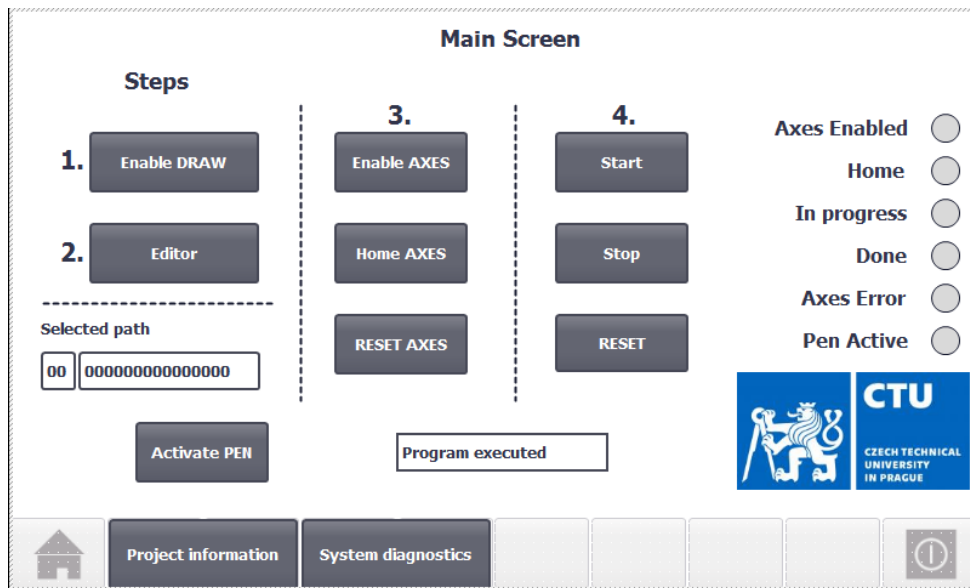 Main Screen
Steps
1.
Enable DRAW
2.
Editor
Selected path
00
000000000000000
Activate PEN
3.
Enable AXES
Home AXES
RESET AXES
4.
Start
Stop
RESET
Program executed
Axes Enabled
Home
In progress
Done
Axes Error
Pen Active
CTU
CZECH TECHNICAL
UNIVERSITY
IN PRAGUE
Project information
System diagnostics